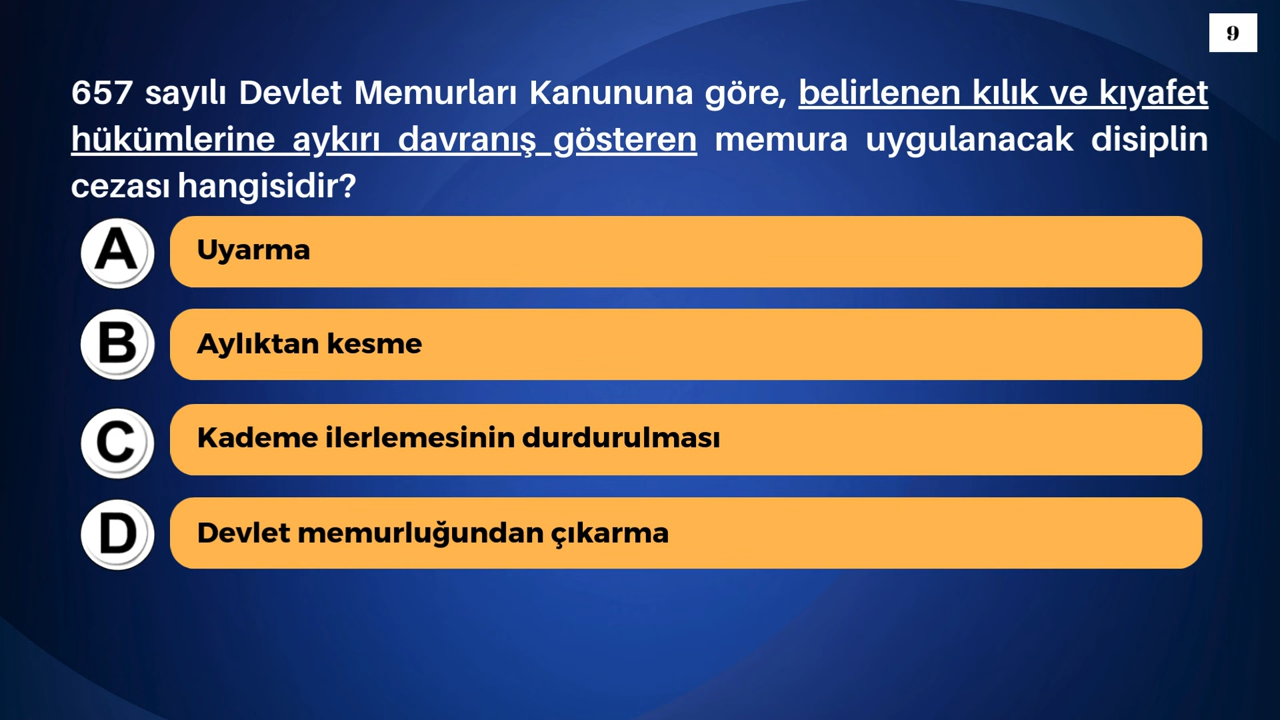 9
657 sayılı Devlet Memurları Kanununa göre, belirlenen kılık ve kıyafet
hükümlerine aykırı davranış gösteren memura uygulanacak disiplin
cezası hangisidir?
A Uyarma
B Aylıktan kesme
C Kademe ilerlemesinin durdurulması
D Devlet memurluğundan çıkarma